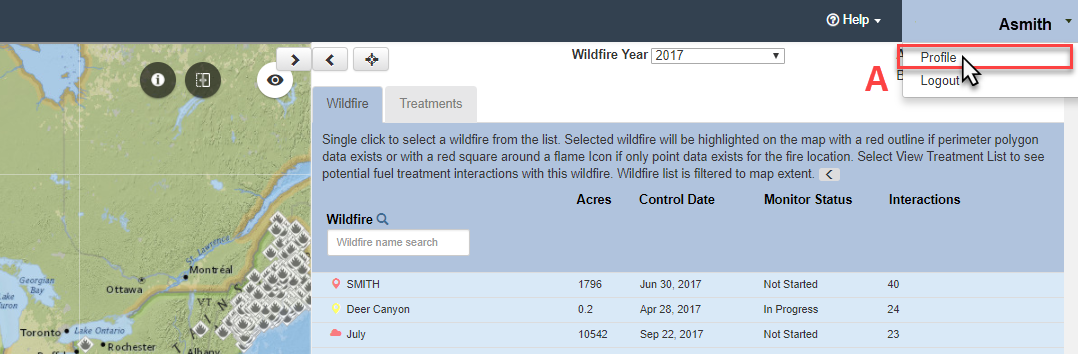 Help
Asmith
Wildfire Year 2017
Profile
A
Logout
Wildfire
Treatments
Single click to select a wildfire from the list. Selected wildfire will be highlighted on the map with a red outline if perimeter polygon
data exists or with a red square around a flame Icon if only point data exists for the fire location. Select View Treatment List to see
potential fuel treatment interactions with this wildfire. Wildfire list is filtered to map extent.
Acres Control Date Monitor Status Interactions
Wildfire
Wildfire name search
SMITH 1796 Jun 30, 2017 Not Started 40
Deer Canyon 0.2 Apr 28, 2017 In Progress 24
July 10542 Sep 22, 2017 Not Started 23
St. Lawrence
Montréal
Ottawa
Georgian
Bay
Lake
VT
Toronto
Lake Ontario
Rochester
Albany